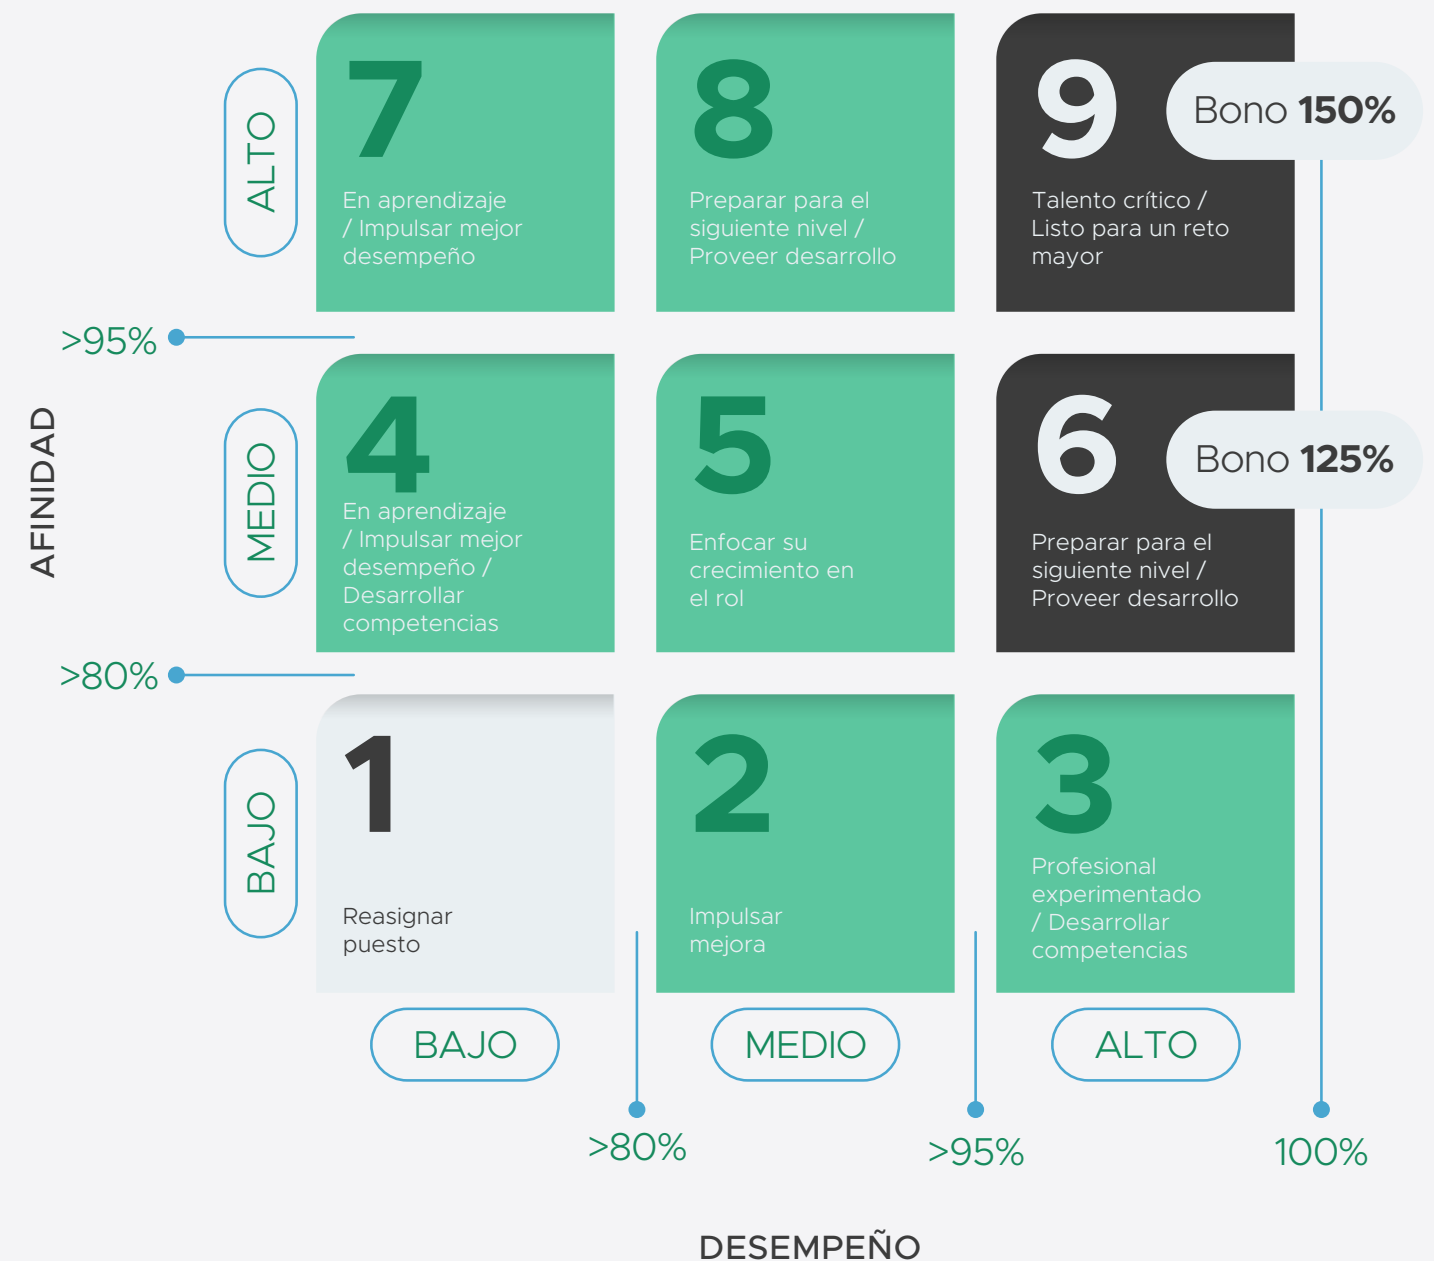 ALTO
7
En aprendizaje
/ Impulsar mejor
desempeño
8
Preparar para el
siguiente nivel /
Proveer desarrollo
9
Bono 150%
Talento crítico /
Listo para un reto
mayor
>95%
AFINIDAD
MEDIO
4
En aprendizaje
/ Impulsar mejor
desempeño /
Desarrollar
competencias
5
Enfocar su
crecimiento en
el rol
6
Bono 125%
Preparar para el
siguiente nivel /
Proveer desarrollo
>80%
BAJO
1
Reasignar
puesto
2
Impulsar
mejora
3
Profesional
experimentado
/ Desarrollar
competencias
BAJO
MEDIO
ALTO
>80%
>95%
100%
DESEMPEÑO